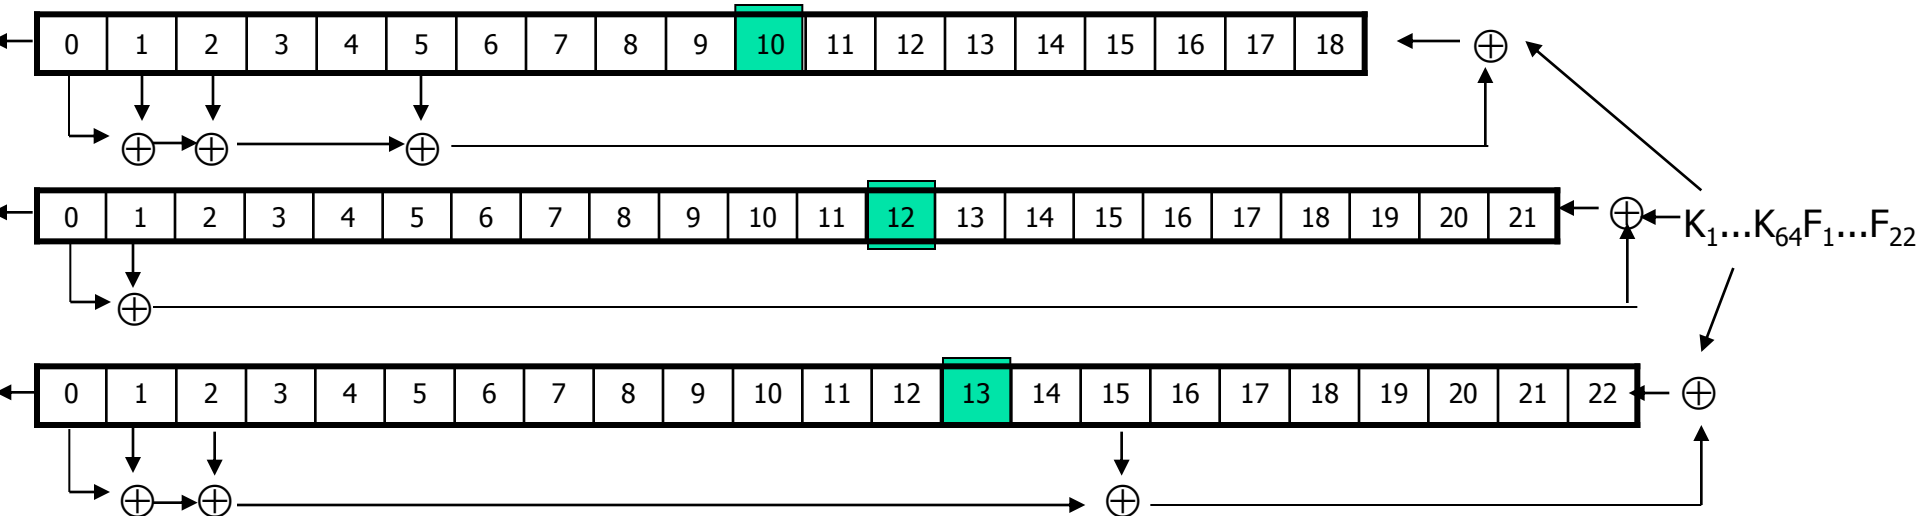 0 1 2 3 4 5 6 7 8 9 10 11 12 13 14 15 16 17 18
0 1 2 3 4 5 6 7 8 9 10 11 12 13 14 15 16 17 18 19 20 21
K₁...K₆₄F₁...F₂₂
0 1 2 3 4 5 6 7 8 9 10 11 12 13 14 15 16 17 18 19 20 21 22